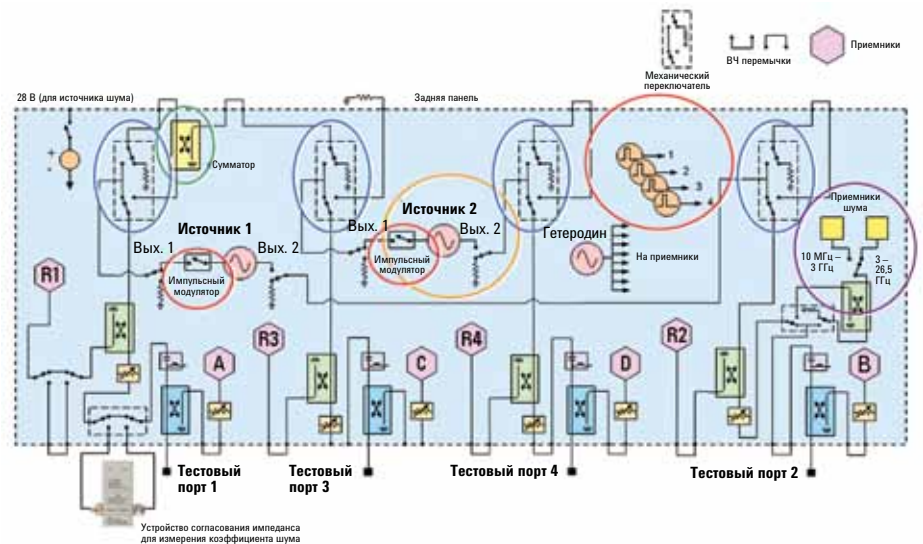 Механический
переключатель
ВЧ перемычки
Приемники
28 В (для источника шума)
Задняя панель
Сумматор
1
2
3
4
Источник 1
Вых. 1
Вых. 2
Импульсный
модулятор
Источник 2
Вых. 1
Вых. 2
Импульсный
модулятор
Гетеродин
На приемники
Приемники
шума
10 МГц –
3 ГГц
3 –
26,5
ГГц
+
-
R1
A
R3
C
R4
D
R2
B
Тестовый
порт 1
Тестовый
порт 3
Тестовый порт 4
Тестовый порт 2
Устройство согласования импеданса
для измерения коэффициента шума